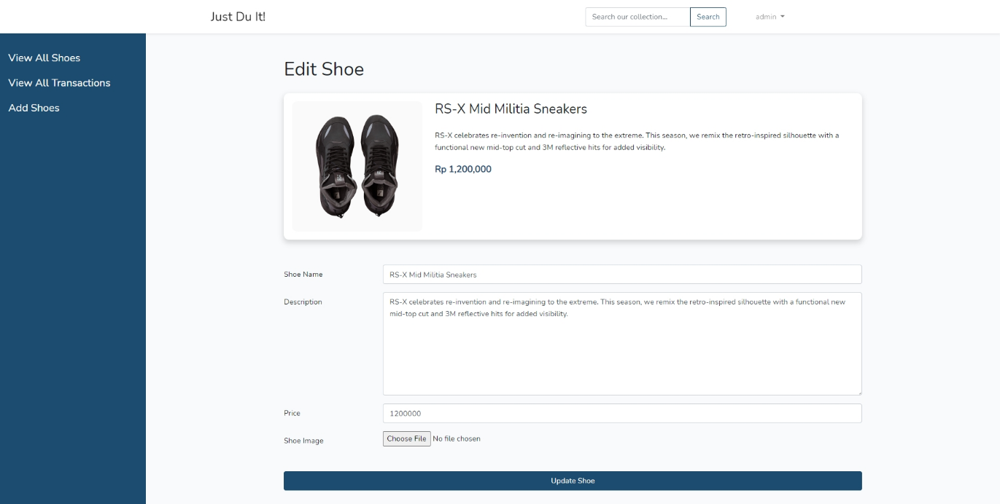 Just Du It!
Search our collection...
Search
admin
View All Shoes
View All Transactions
Add Shoes
Edit Shoe
RS-X Mid Militia Sneakers
RS-X celebrates re-invention and re-imagining to the extreme. This season, we remix the retro-inspired silhouette with a
functional new mid-top cut and 3M reflective hits for added visibility.
Rp 1,200,000
Shoe Name
RS-X Mid Militia Sneakers
Description
RS-X celebrates re-invention and re-imagining to the extreme. This season, we remix the retro-inspired silhouette with a functional new
mid-top cut and 3M reflective hits for added visibility.
Price
1200000
Shoe Image
Choose File No file chosen
Update Shoe